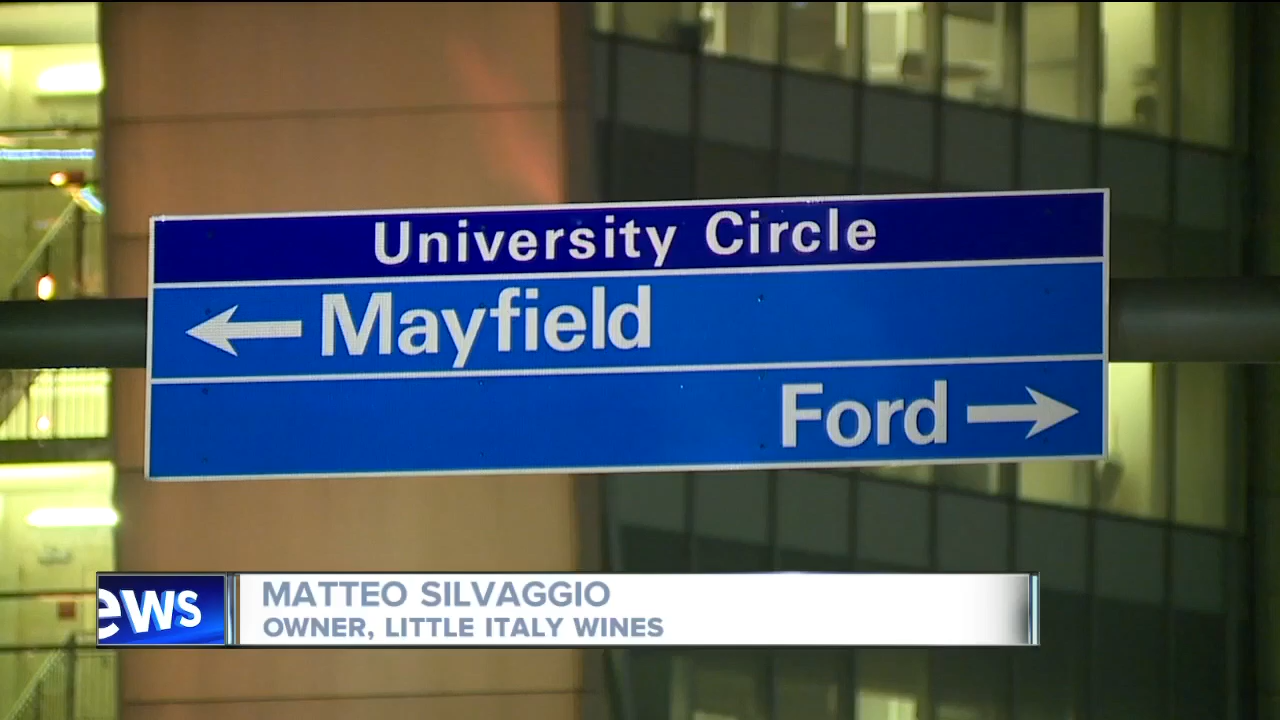 University Circle
← Mayfield
Ford →
MATTEO SILVAGGIO
eWS
OWNER, LITTLE ITALY WINES